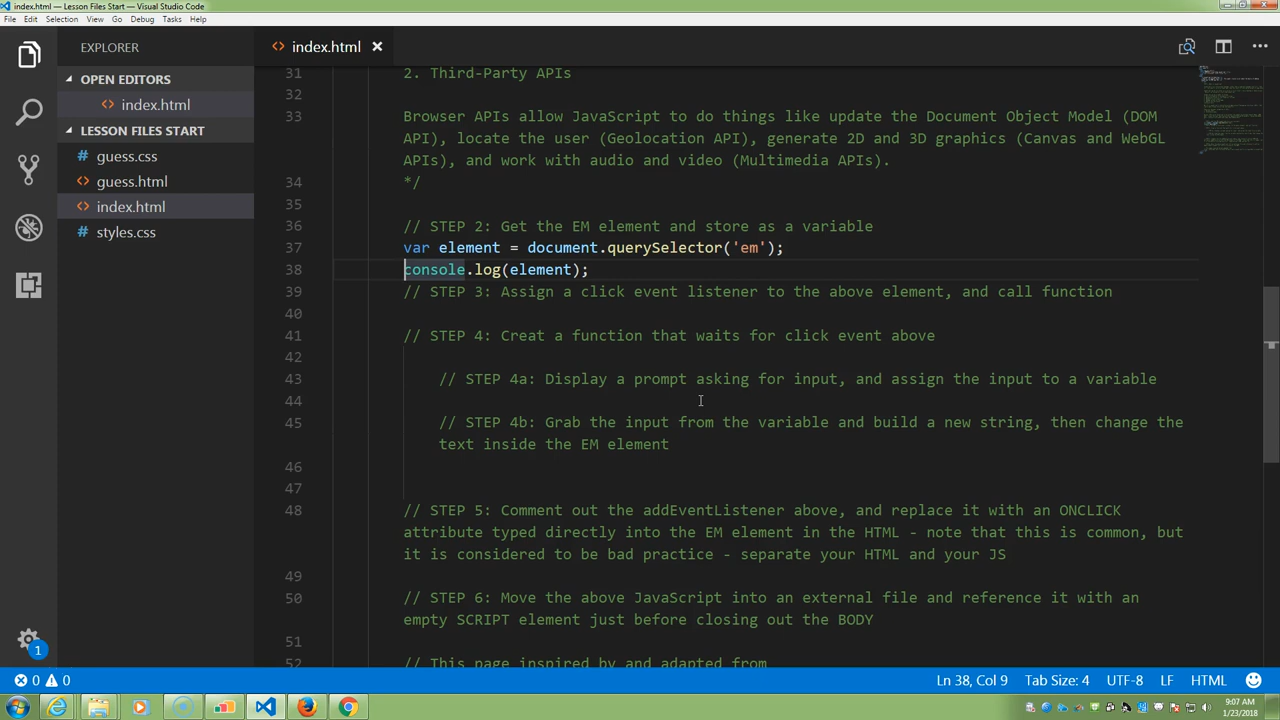 index.html — Lesson Files Start — Visual Studio Code
File Edit Selection View Go Debug Tasks Help
EXPLORER
OPEN EDITORS
index.html
LESSON FILES START
guess.css
guess.html
index.html
styles.css
1
index.html
31 2. Third-Party APIs
32
33 Browser APIs allow JavaScript to do things like update the Document Object Model (DOM
API), locate the user (Geolocation API), generate 2D and 3D graphics (Canvas and WebGL
APIs), and work with audio and video (Multimedia APIs).
34 */
35
36 // STEP 2: Get the EM element and store as a variable
37 var element = document.querySelector('em');
38 console.log(element);
39 // STEP 3: Assign a click event listener to the above element, and call function
40
41 // STEP 4: Creat a function that waits for click event above
42
43 // STEP 4a: Display a prompt asking for input, and assign the input to a variable
44
45 // STEP 4b: Grab the input from the variable and build a new string, then change the
text inside the EM element
46
47
48 // STEP 5: Comment out the addEventListener above, and replace it with an ONCLICK
attribute typed directly into the EM element in the HTML - note that this is common, but
it is considered to be bad practice - separate your HTML and your JS
49
50 // STEP 6: Move the above JavaScript into an external file and reference it with an
empty SCRIPT element just before closing out the BODY
51
52 // This page inspired by and adapted from
0 0
Ln 38, Col 9 Tab Size: 4 UTF-8 LF HTML
9:07 AM
1/23/2018